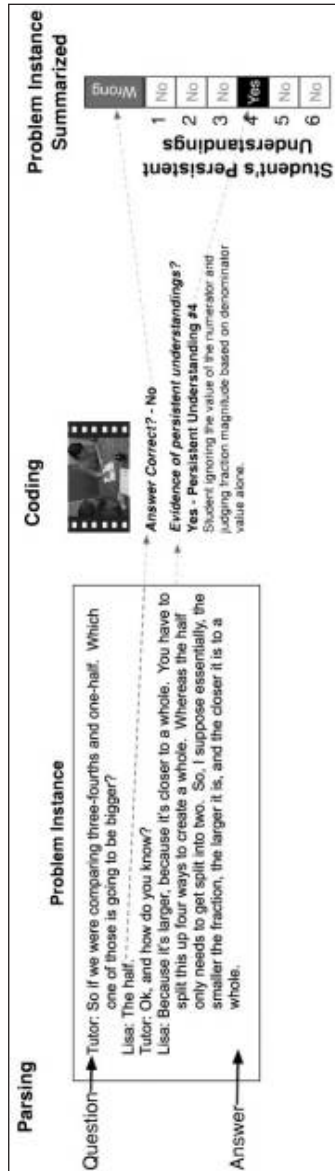 Parsing
Problem Instance
Question
Tutor: So if we were comparing three-fourths and one-half. Which
one of those is going to be bigger?
Lisa: The half.
Tutor: Ok, and how do you know?
Lisa: Because it's larger, because it's closer to a whole. You have to
split this up four ways to create a whole. Whereas the half
only needs to get split into two. So, I suppose essentially, the
smaller the fraction, the larger it is, and the closer it is to a
whole.
Answer
Coding
Answer Correct? - No
Evidence of persistent understandings?
Yes - Persistent Understanding #4
Student ignoring the value of the numerator and
judging fraction magnitude based on denominator
value alone.
Problem Instance
Summarized
Wrong
Student's Persistent
Understandings
1 No
2 No
3 No
4 Yes
5 No
6 No